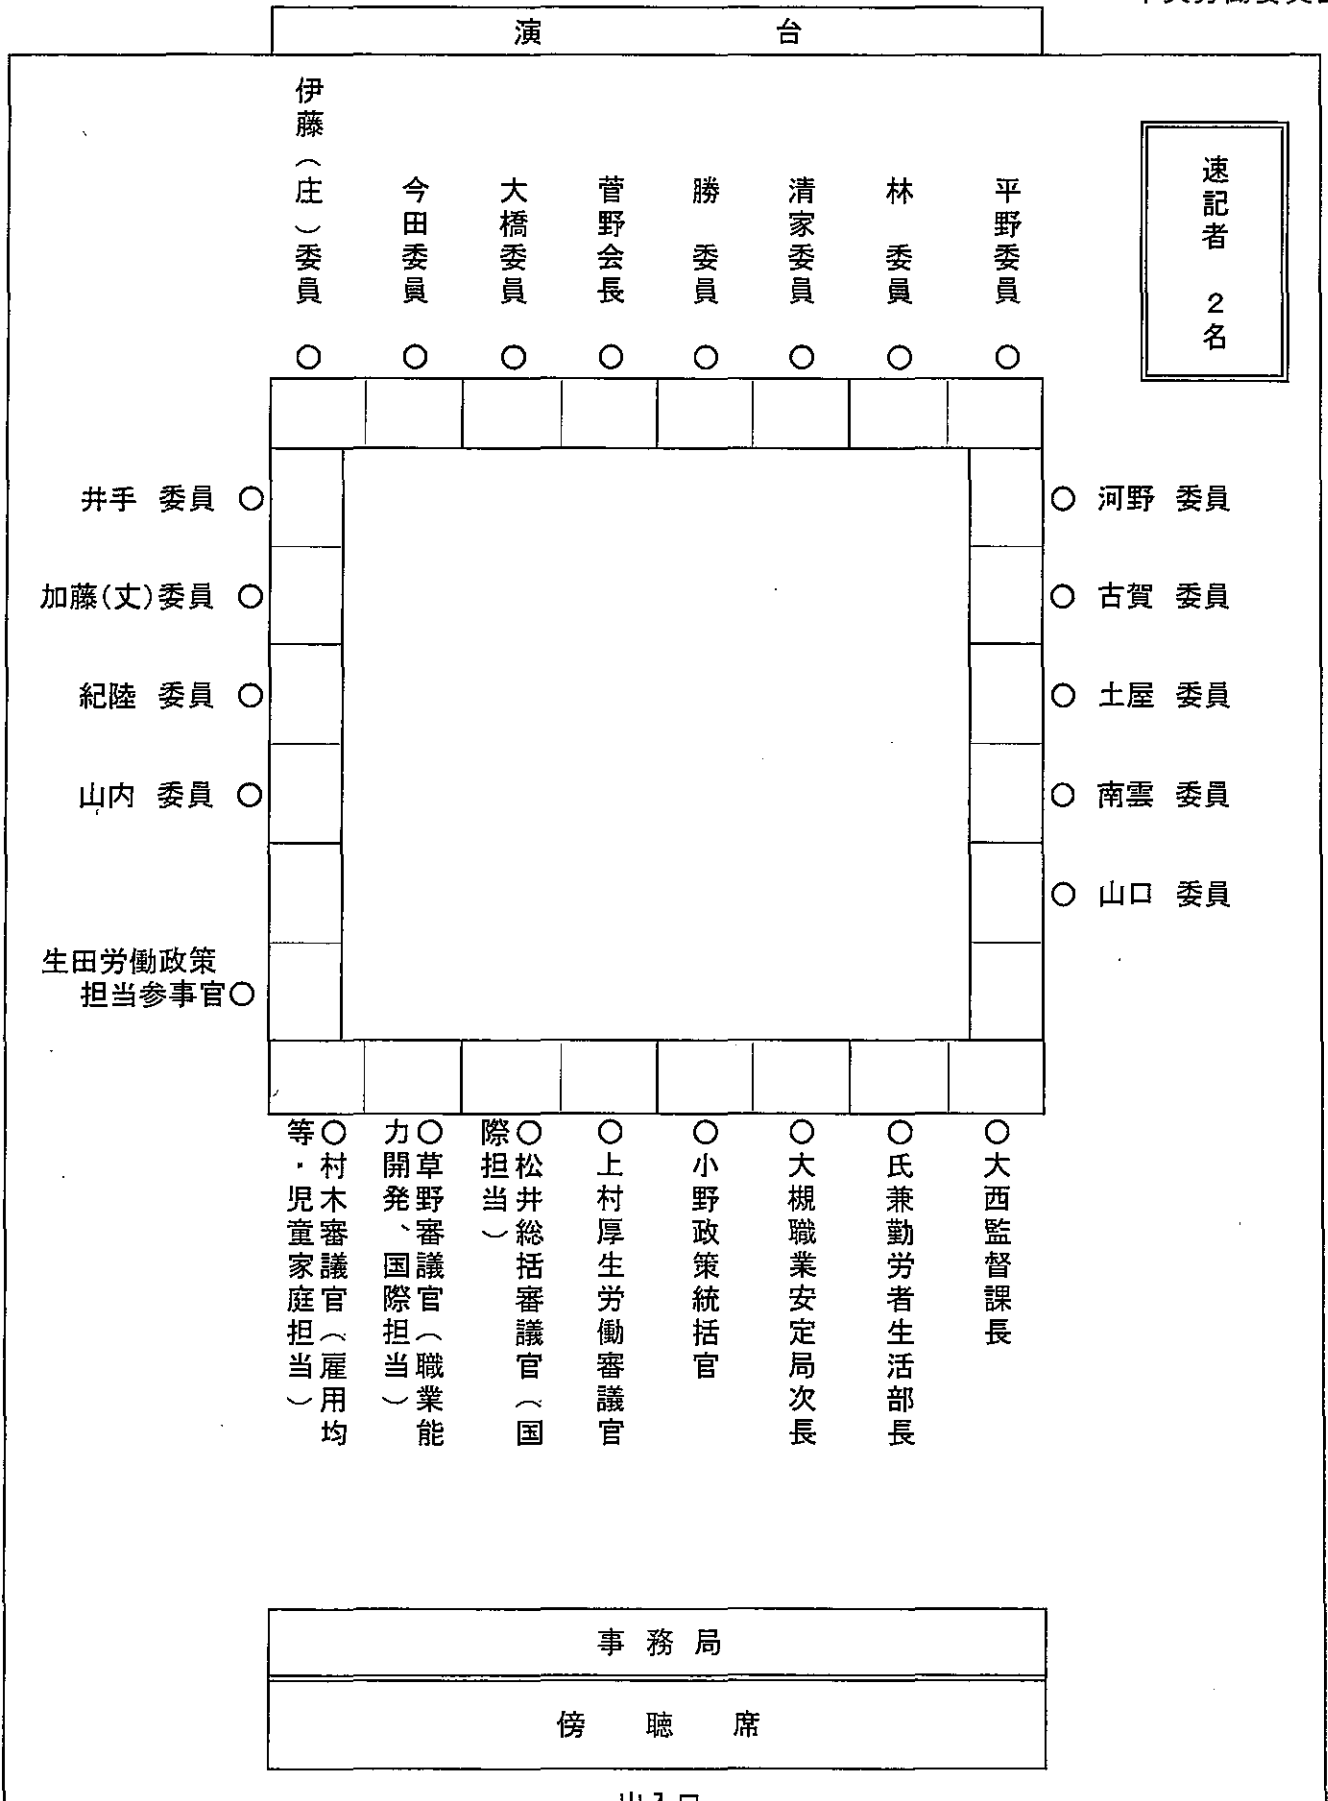 演 台
伊藤（庄）委員
今田委員
大橋委員
菅野会長
勝 委員
清家委員
林 委員
平野委員
速記者 2名
○ ○ ○ ○ ○ ○ ○ ○
井手 委員 ○
加藤(丈)委員 ○
紀陸 委員 ○
山内 委員 ○
生田労働政策
担当参事官○
○ 河野 委員
○ 古賀 委員
○ 土屋 委員
○ 南雲 委員
○ 山口 委員
○村木審議官（雇用均
等・児童家庭担当）
○草野審議官（職業能
力開発、国際担当）
○松井総括審議官（国
際担当）
○上村厚生労働審議官
○小野政策統括官
○大槻職業安定局次長
○氏兼勤労者生活部長
○大西監督課長
事 務 局
傍 聴 席
出入口